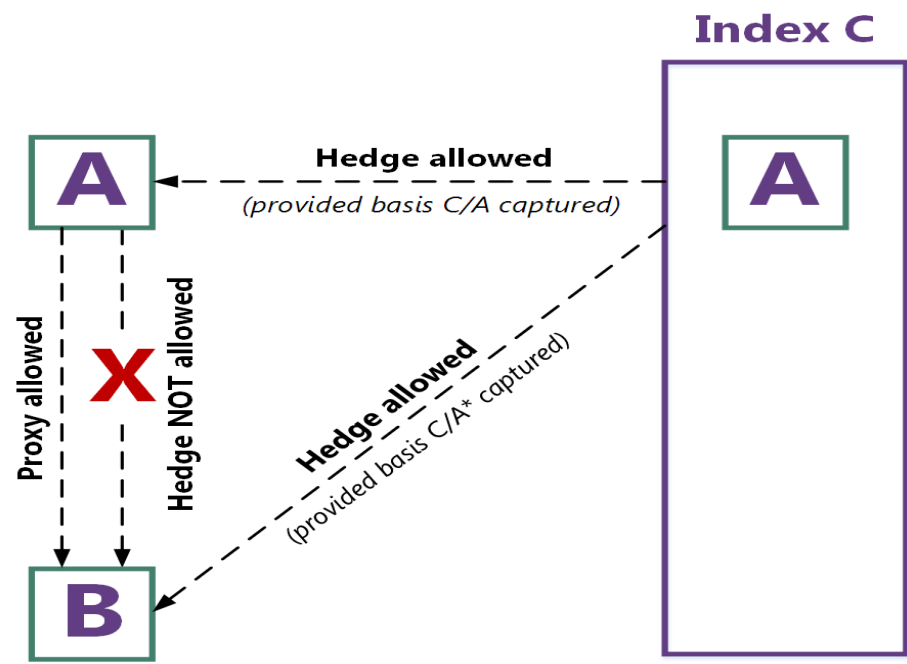 Index C
A
Hedge allowed
(provided basis C/A captured)
A
Proxy allowed
X
Hedge NOT allowed
Hedge allowed
(provided basis C/A* captured)
B